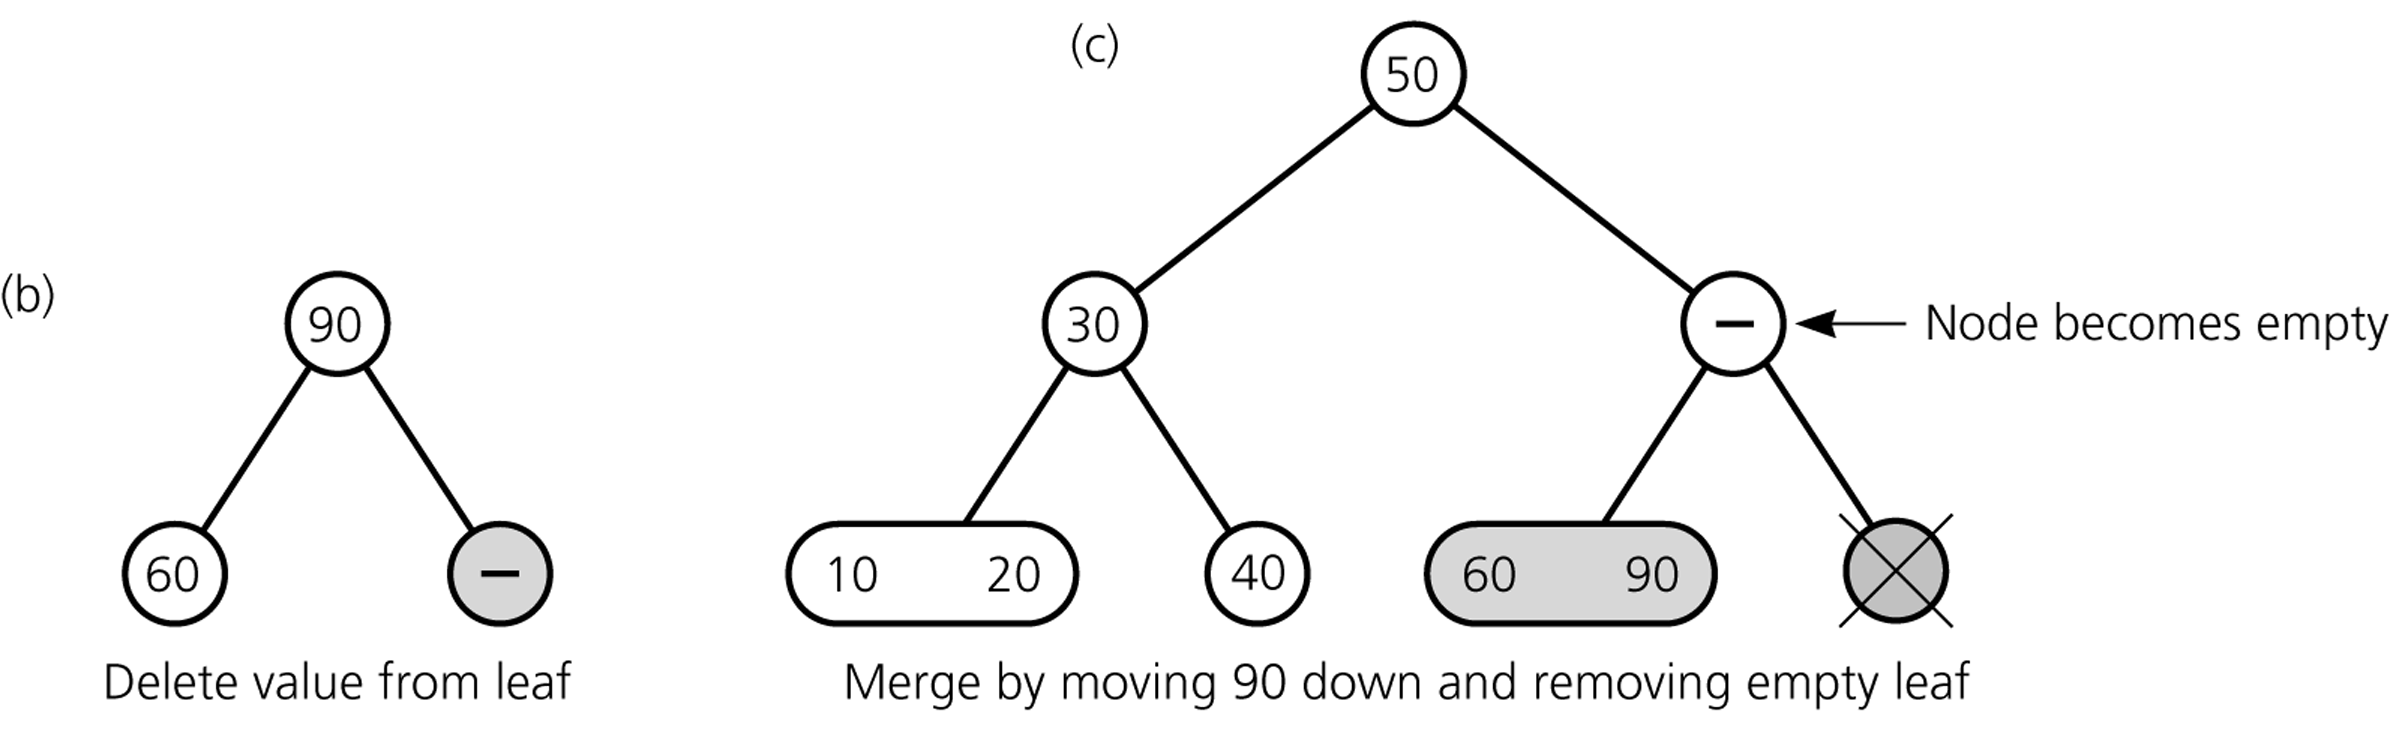 (b)
90
60 –
Delete value from leaf
(c)
50
30 – Node becomes empty
10 20 40 60 90
Merge by moving 90 down and removing empty leaf